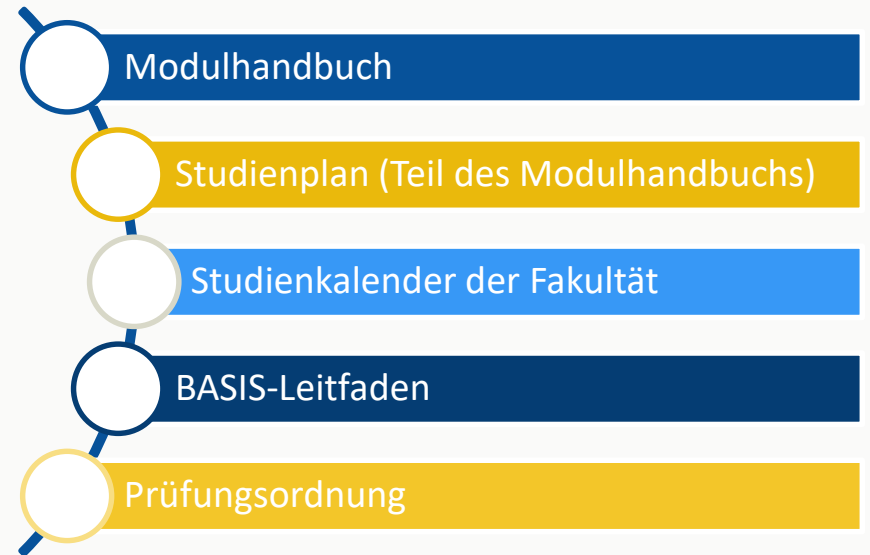 Modulhandbuch
Studienplan (Teil des Modulhandbuchs)
Studienkalender der Fakultät
BASIS-Leitfaden
Prüfungsordnung